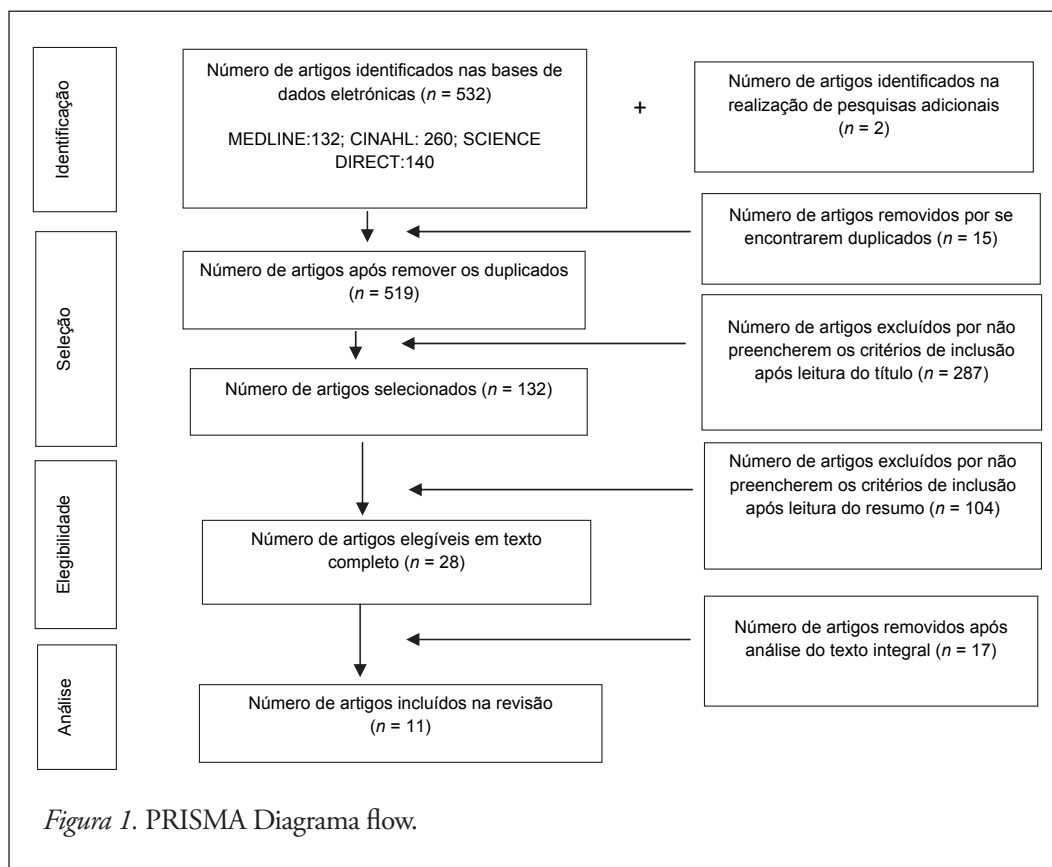 Identificação
Número de artigos identificados nas bases de
dados eletrónicas (n = 532)
MEDLINE:132; CINAHL: 260; SCIENCE
DIRECT:140
+
Número de artigos identificados na
realização de pesquisas adicionais
(n = 2)
Número de artigos removidos por se
encontrarem duplicados (n = 15)
Seleção
Número de artigos após remover os duplicados
(n = 519)
Número de artigos excluídos por não
preencherem os critérios de inclusão
após leitura do título (n = 287)
Número de artigos selecionados (n = 132)
Elegibilidade
Número de artigos excluídos por não
preencherem os critérios de inclusão
após leitura do resumo (n = 104)
Número de artigos elegíveis em texto
completo (n = 28)
Número de artigos removidos após
análise do texto integral (n = 17)
Análise
Número de artigos incluídos na revisão
(n = 11)
Figura 1. PRISMA Diagrama flow.